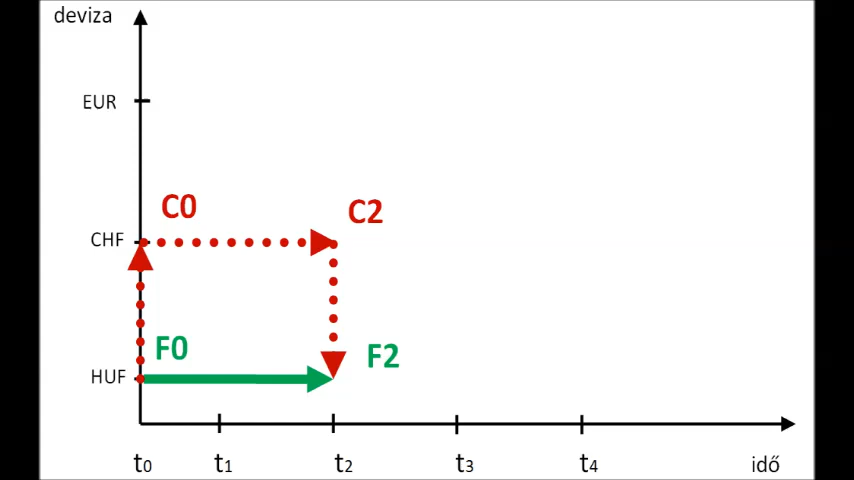 deviza
EUR
C0
C2
CHF
F0
F2
HUF
t0 t1 t2 t3 t4 idő